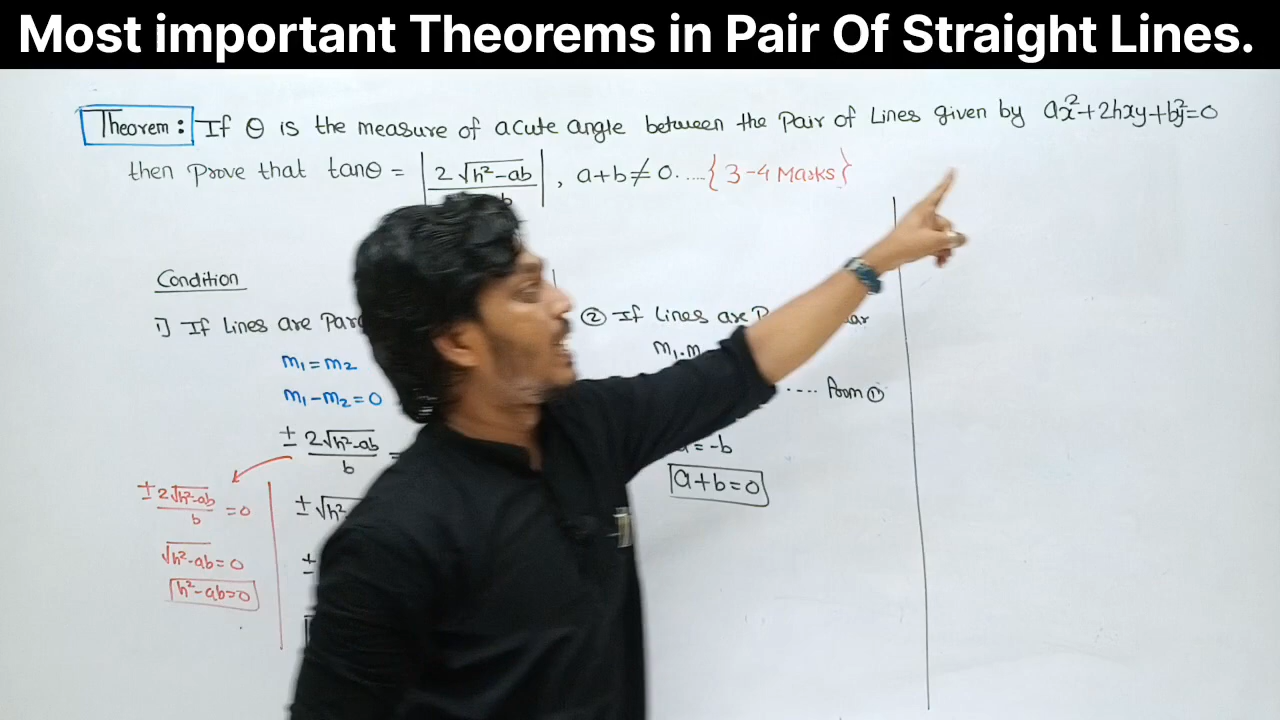 Most important Theorems in Pair Of Straight Lines.
Theorem: If θ is the measure of acute angle between the Pair of Lines given by ax²+2hxy+by²=0
then Prove that tanθ = | 2√h²-ab / b |, a+b≠0.....{3-4 Marks}
Condition
1] If Lines are
m₁=m₂
m₁-m₂=0
± 2√h²-ab / b =
± 2√h²-ab / b =0
√h²-ab=0
h²-ab=0
± √h²
±
② If Lines are
m₁.m
.... from ①
= -b
a+b=0